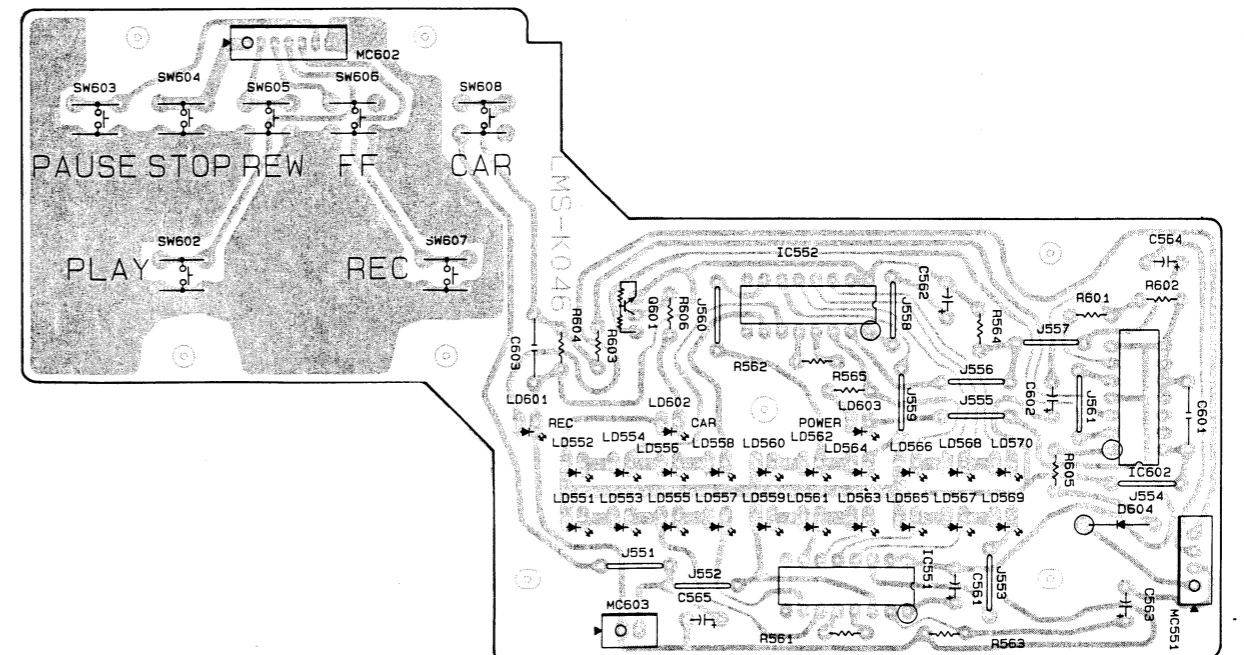 MC602
SW603 SW604 SW605 SW606 SW608
PAUSE STOP REW FF CAR
LMS-K046
SW602 SW607
PLAY REC
IC552
C564
C562
R602
R601
Q601
R606
J560
J558
R564
R604
R603
C603
J557
R562
J556
R565
J559
J555
C602
J561
C601
LD601 LD602 LD603
REC CAR POWER
LD552 LD554 LD556 LD558 LD560 LD562 LD564 LD566 LD568 LD570
R605
IC602
J554
LD551 LD553 LD555 LD557 LD559 LD561 LD563 LD565 LD567 LD569
D604
J551
IC551
C561
J553
J552
C565
MC603
C563
MC551
R561
R563